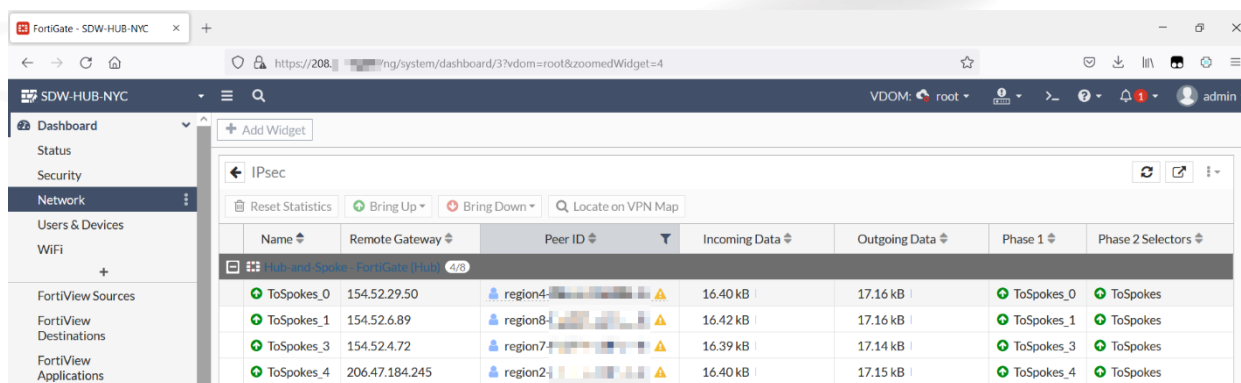 FortiGate - SDW-HUB-NYC
https://208. /ng/system/dashboard/3?vdom=root&zoomedWidget=4
SDW-HUB-NYC VDOM: root 1 admin
Dashboard
Status
Security
Network
Users & Devices
WiFi
FortiView Sources
FortiView
Destinations
FortiView
Applications
+ Add Widget
IPsec
Reset Statistics Bring Up Bring Down Locate on VPN Map
Name Remote Gateway Peer ID Incoming Data Outgoing Data Phase 1 Phase 2 Selectors
Hub-and-Spoke - FortiGate (Hub) 4/8
ToSpokes_0 154.52.29.50 region4- 16.40 kB 17.16 kB ToSpokes_0 ToSpokes
ToSpokes_1 154.52.6.89 region8- 16.42 kB 17.16 kB ToSpokes_1 ToSpokes
ToSpokes_3 154.52.4.72 region7- 16.39 kB 17.14 kB ToSpokes_3 ToSpokes
ToSpokes_4 206.47.184.245 region2- 16.40 kB 17.15 kB ToSpokes_4 ToSpokes